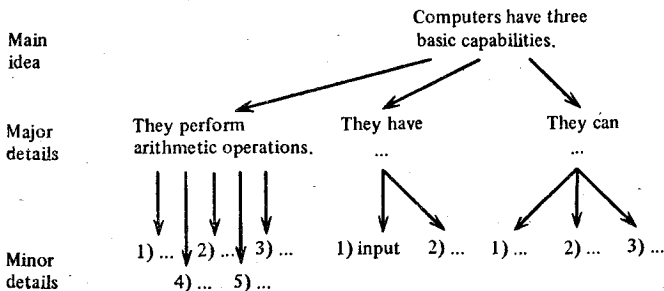 Computers have three
basic capabilities.
Main
idea
They perform
arithmetic operations.
They have
...
They can
...
Major
details
1) ... 2) ... 3) ... 1) input 2) ... 1) ... 2) ... 3) ...
4) ... 5) ...
Minor
details